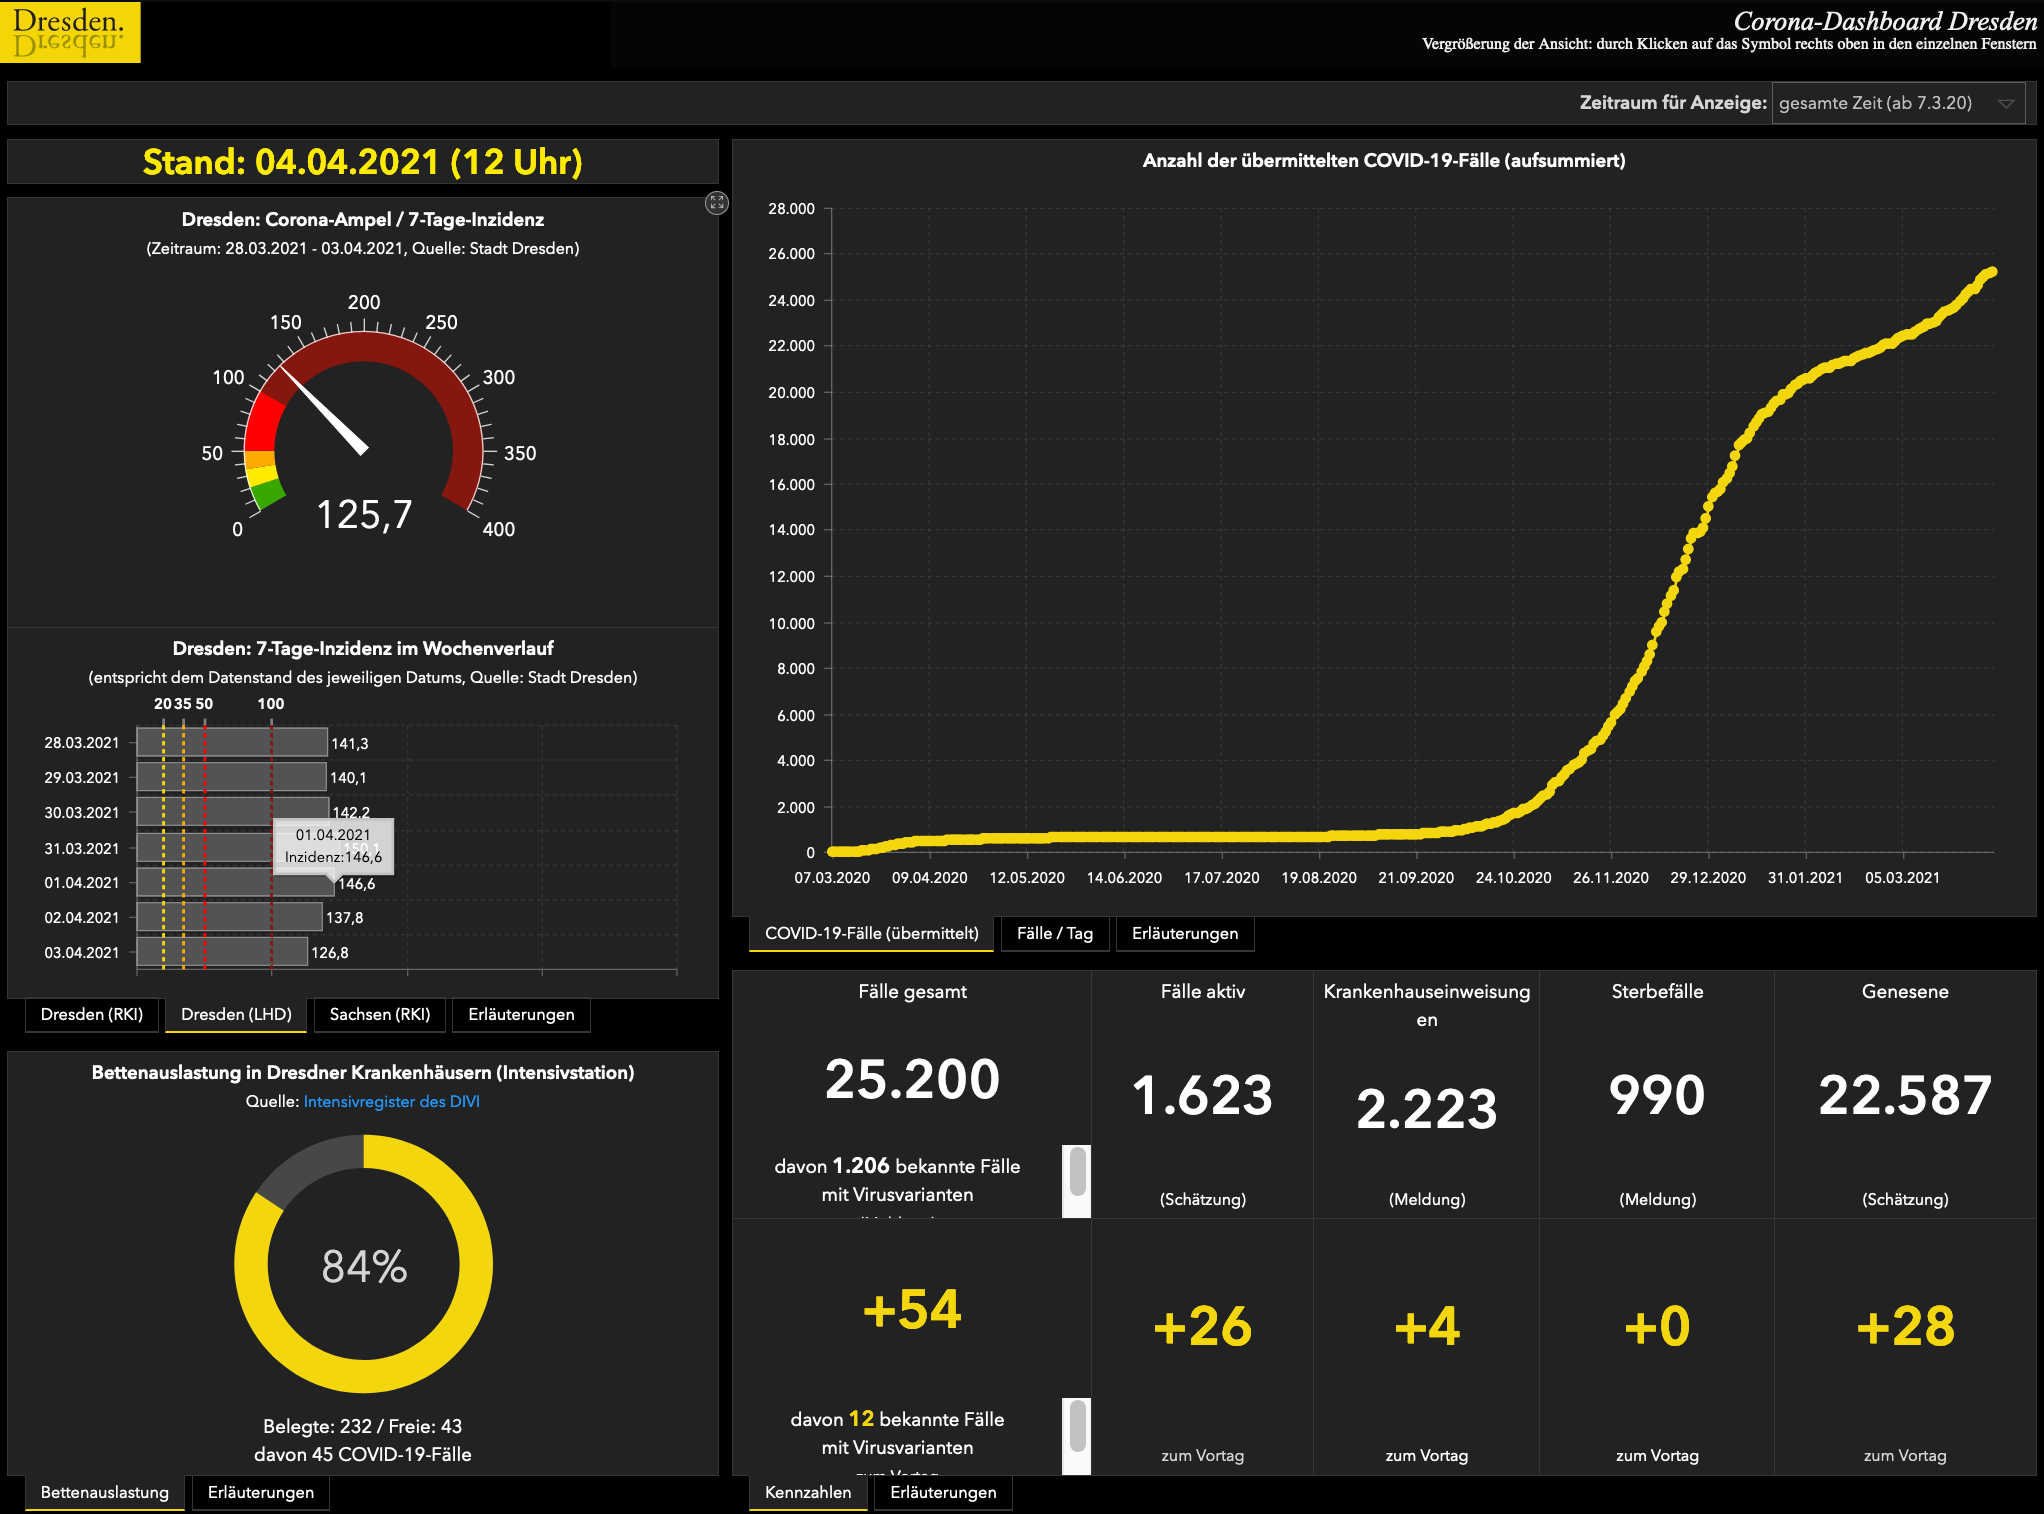 Dresden.
Dresden.
Corona-Dashboard Dresden
Vergrößerung der Ansicht: durch Klicken auf das Symbol rechts oben in den einzelnen Fenstern
Zeitraum für Anzeige: gesamte Zeit (ab 7.3.20)
Stand: 04.04.2021 (12 Uhr)
Dresden: Corona-Ampel / 7-Tage-Inzidenz
(Zeitraum: 28.03.2021 - 03.04.2021, Quelle: Stadt Dresden)
0
50
100
150
200
250
300
350
400
125,7
Dresden: 7-Tage-Inzidenz im Wochenverlauf
(entspricht dem Datenstand des jeweiligen Datums, Quelle: Stadt Dresden)
20 35 50 100
28.03.2021 141,3
29.03.2021 140,1
30.03.2021 142,2
31.03.2021 150,1
01.04.2021 146,6
02.04.2021 137,8
03.04.2021 126,8
01.04.2021
Inzidenz:146,6
Dresden (RKI) Dresden (LHD) Sachsen (RKI) Erläuterungen
Bettenauslastung in Dresdner Krankenhäusern (Intensivstation)
Quelle: Intensivregister des DIVI
84%
Belegte: 232 / Freie: 43
davon 45 COVID-19-Fälle
Bettenauslastung Erläuterungen
Anzahl der übermittelten COVID-19-Fälle (aufsummiert)
28.000
26.000
24.000
22.000
20.000
18.000
16.000
14.000
12.000
10.000
8.000
6.000
4.000
2.000
0
07.03.2020 09.04.2020 12.05.2020 14.06.2020 17.07.2020 19.08.2020 21.09.2020 24.10.2020 26.11.2020 29.12.2020 31.01.2021 05.03.2021
COVID-19-Fälle (übermittelt) Fälle / Tag Erläuterungen
Fälle gesamt
25.200
davon 1.206 bekannte Fälle
mit Virusvarianten
Fälle aktiv
1.623
(Schätzung)
Krankenhauseinweisung
en
2.223
(Meldung)
Sterbefälle
990
(Meldung)
Genesene
22.587
(Schätzung)
+54
davon 12 bekannte Fälle
mit Virusvarianten
zum Vortag
+26
zum Vortag
+4
zum Vortag
+0
zum Vortag
+28
zum Vortag
Kennzahlen Erläuterungen